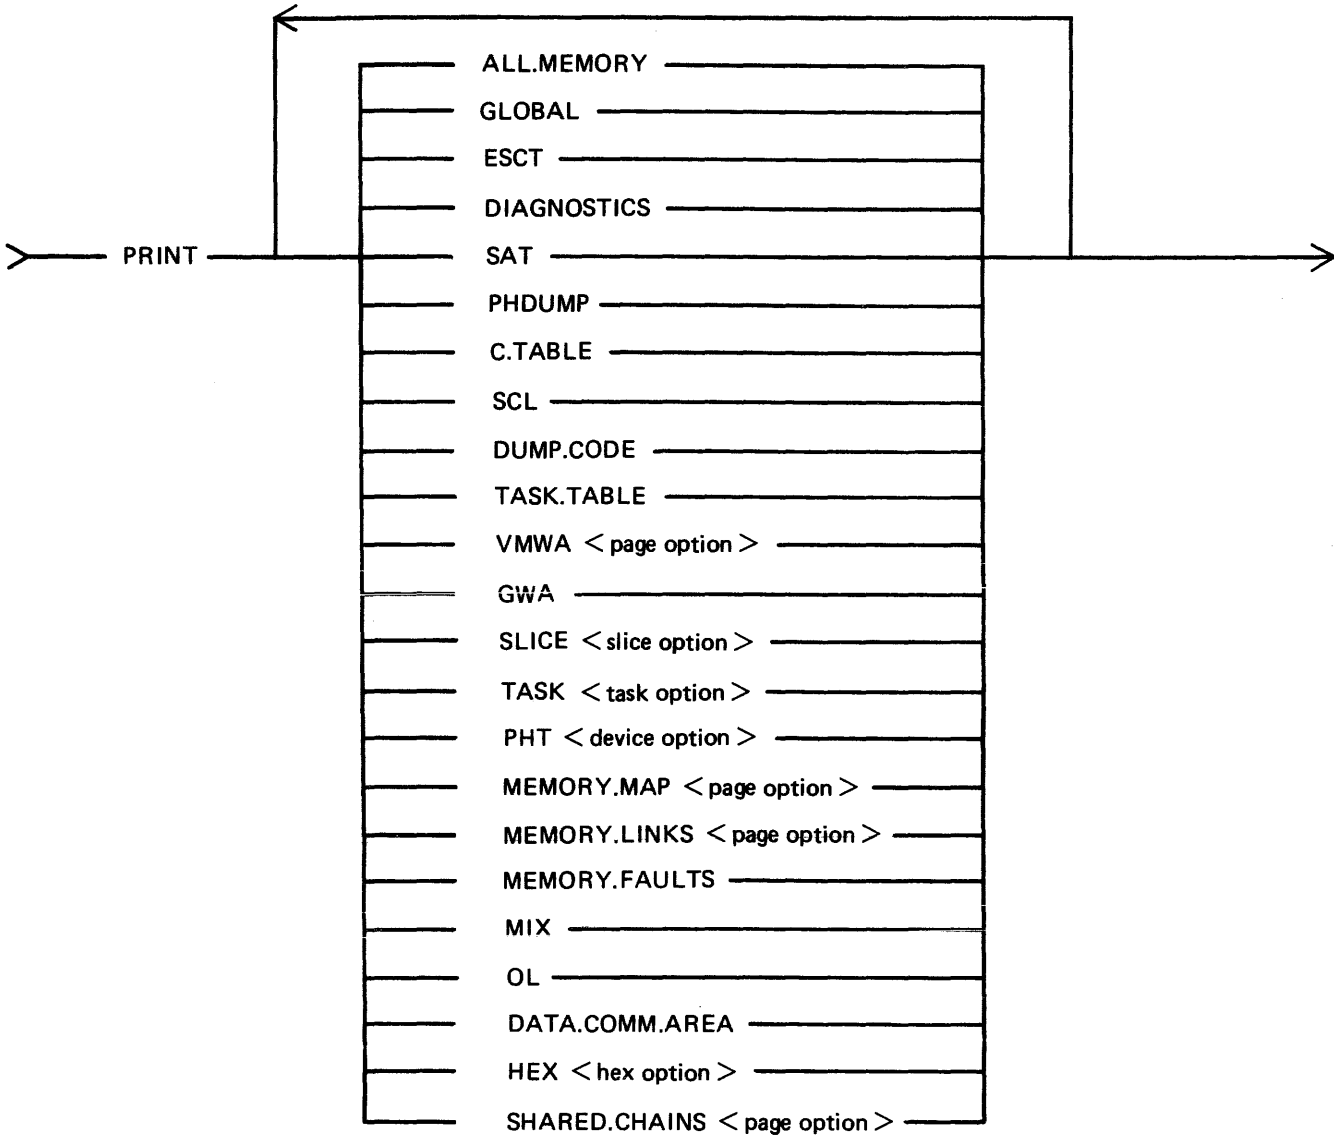 ALL.MEMORY
GLOBAL
ESCT
DIAGNOSTICS
PRINT SAT
PHDUMP
C.TABLE
SCL
DUMP.CODE
TASK.TABLE
VMWA <page option>
GWA
SLICE <slice option>
TASK <task option>
PHT <device option>
MEMORY.MAP <page option>
MEMORY.LINKS <page option>
MEMORY.FAULTS
MIX
OL
DATA.COMM.AREA
HEX <hex option>
SHARED.CHAINS <page option>